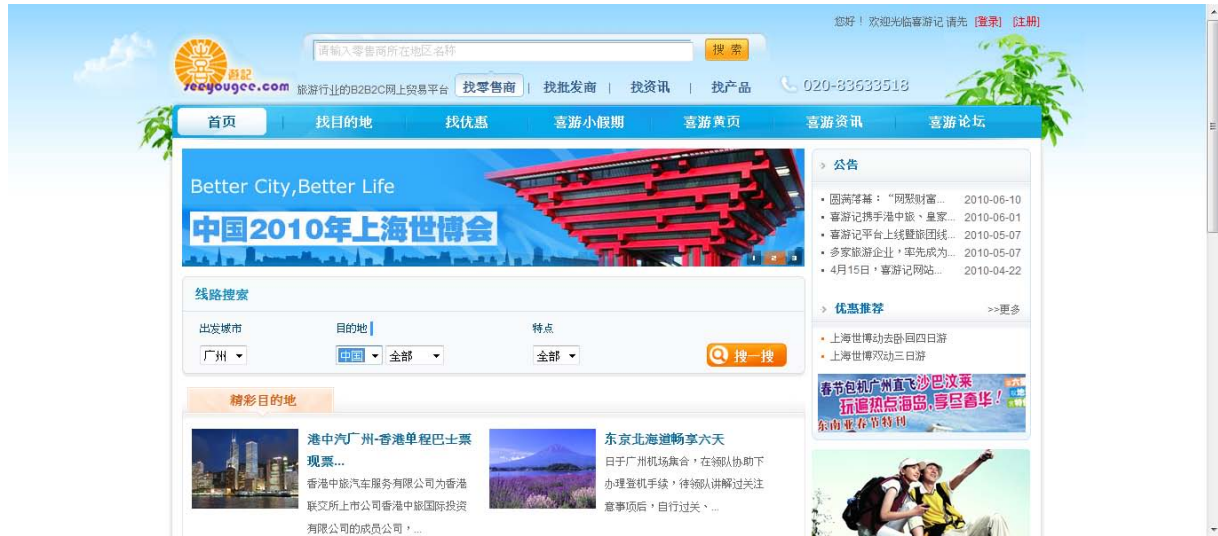 您好！欢迎光临喜游记 请先 [登录] [注册]
请输入零售商所在地区名称
搜 索
喜
遊記
seeyougee.com
旅游行业的B2B2C网上贸易平台
找零售商 | 找批发商 | 找资讯 | 找产品
020-83633518
首页 找目的地 找优惠 喜游小假期 喜游黄页 喜游资讯 喜游论坛
Better City,Better Life
中国2010年上海世博会
1 2 3
公告
圆满落幕：“网聚财富... 2010-06-10
喜游记携手港中旅、皇家... 2010-06-01
喜游记平台上线暨旅团线... 2010-05-07
多家旅游企业，率先成为... 2010-05-07
4月15日，喜游记网站... 2010-04-22
线路搜索
出发城市 目的地 特点
广州 中国 全部 全部
搜一搜
优惠推荐 >>更多
上海世博动去卧回四日游
上海世博双动三日游
春节包机广州直飞沙巴汶莱
玩追热点海岛,享尽奢华!
东南亚春节特刊
精彩目的地
港中汽广州-香港单程巴士票
现票...
香港中旅汽车服务有限公司为香港
联交所上市公司香港中旅国际投资
有限公司的成员公司，...
东京北海道畅享六天
日于广州机场集合，在领队协助下
办理登机手续，待领队讲解过关注
意事项后，自行过关、...